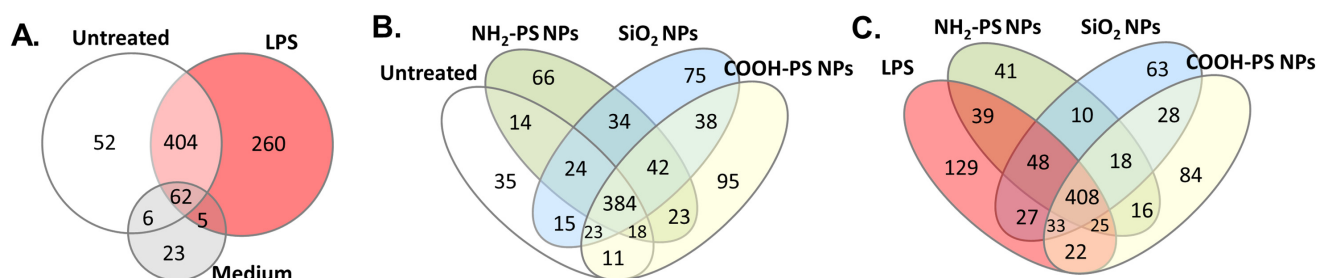 A.
Untreated
LPS
52
404
260
62
6
5
23
Medium
B.
NH₂-PS NPs
SiO₂ NPs
Untreated
COOH-PS NPs
66
75
14
34
38
35
24
42
95
384
15
23
18
23
11
C.
NH₂-PS NPs
SiO₂ NPs
LPS
COOH-PS NPs
41
63
39
10
28
129
48
18
84
408
27
33
25
16
22